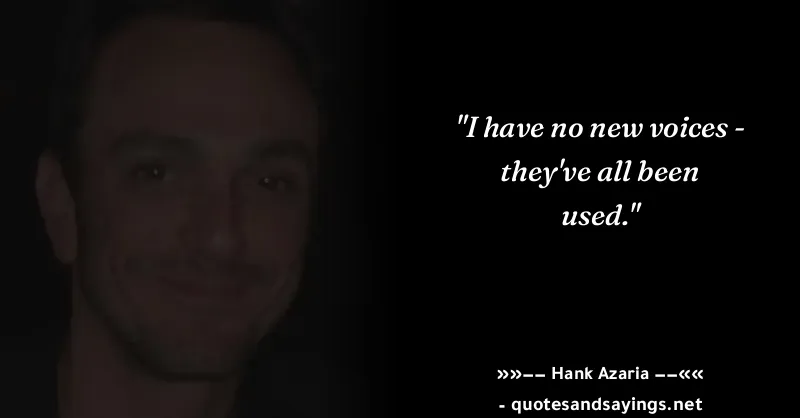 "I have no new voices -
they've all been
used."
»»−− Hank Azaria −−««
- quotesandsayings.net